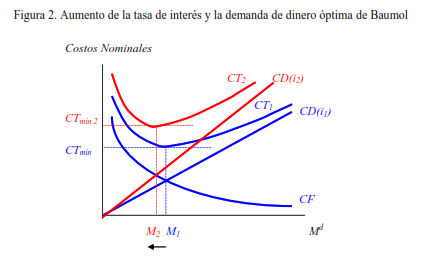 Figura 2. Aumento de la tasa de interés y la demanda de dinero óptima de Baumol
Costos Nominales
CT2 CD(i2)
CT1 CD(i1)
CTmin 2
CTmin
CF
M2 M1 Md